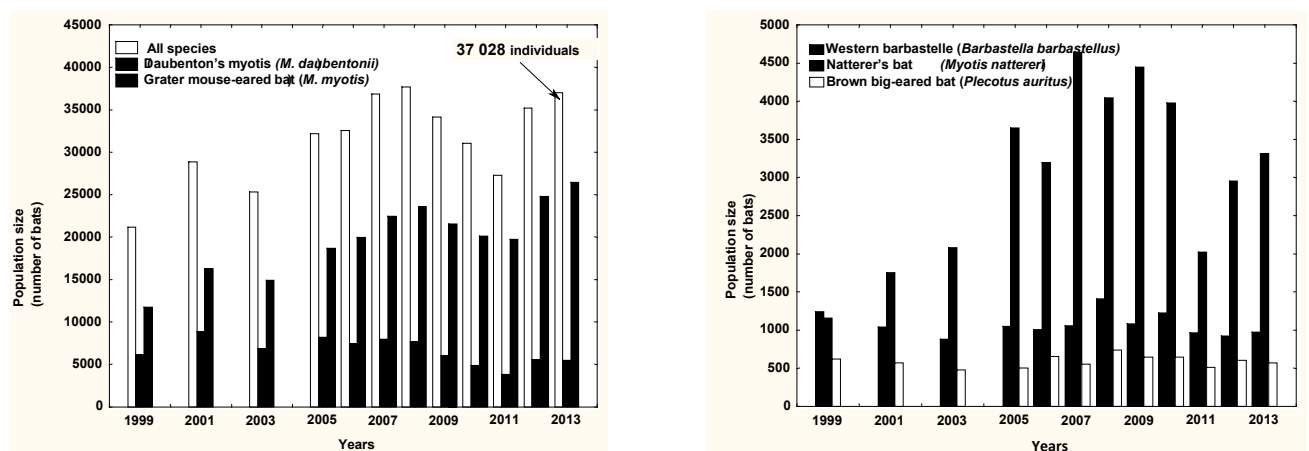 45000
40000
35000
30000
25000
20000
15000
10000
5000
0
Population size
(number of bats)
All species
Daubenton's myotis (M. daubentonii)
Grater mouse-eared bat (M. myotis)
37 028 individuals
1999 2001 2003 2005 2007 2009 2011 2013
Years
5000
4500
4000
3500
3000
2500
2000
1500
1000
500
0
Population size
(number of bats)
Western barbastelle (Barbastella barbastellus)
Natterer's bat (Myotis nattereri)
Brown big-eared bat (Plecotus auritus)
1999 2001 2003 2005 2007 2009 2011 2013
Years